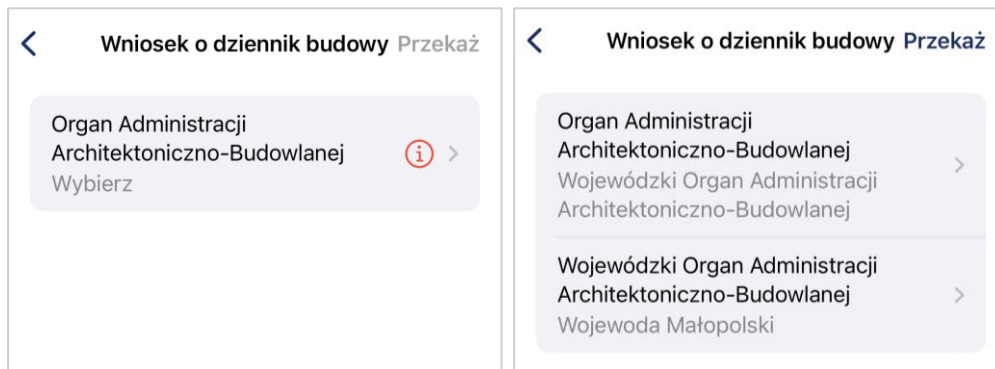 Wniosek o dziennik budowy Przekaż
Organ Administracji
Architektoniczno-Budowlanej
Wybierz
Wniosek o dziennik budowy Przekaż
Organ Administracji
Architektoniczno-Budowlanej
Wojewódzki Organ Administracji
Architektoniczno-Budowlanej
Wojewódzki Organ Administracji
Architektoniczno-Budowlanej
Wojewoda Małopolski